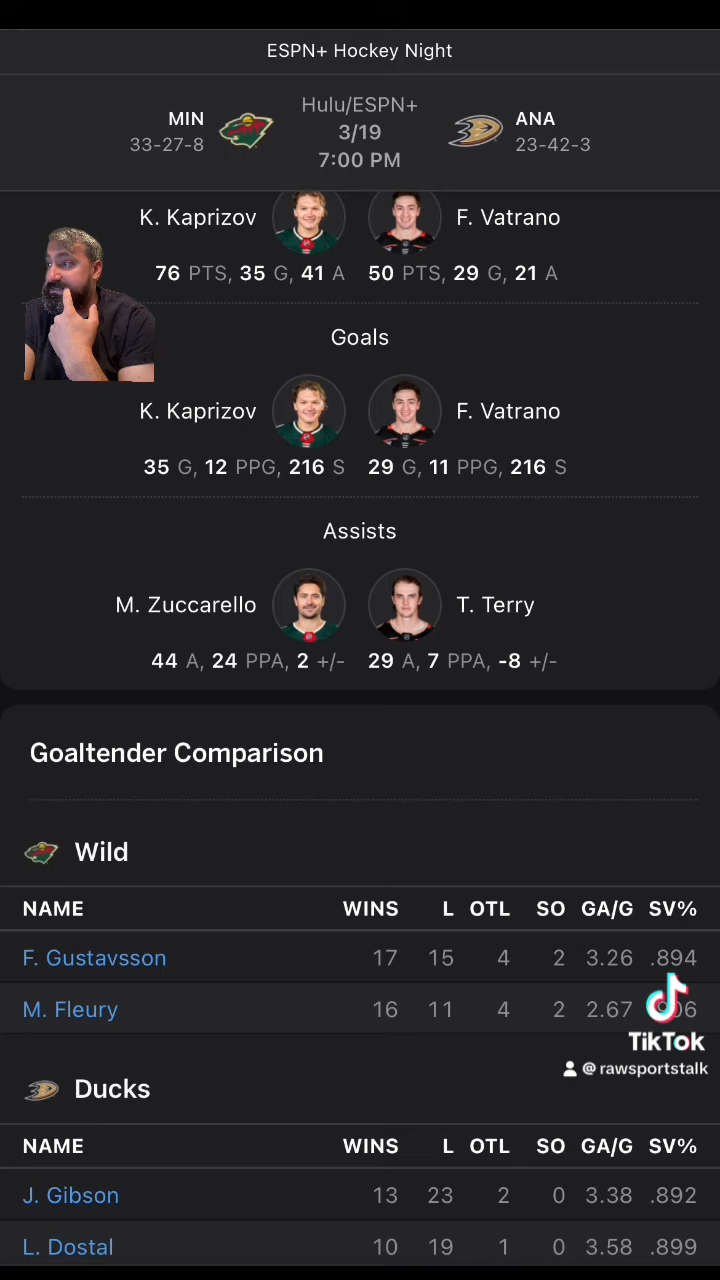 ESPN+ Hockey Night
MIN
33-27-8
Hulu/ESPN+
3/19
7:00 PM
ANA
23-42-3
K. Kaprizov
F. Vatrano
76 PTS, 35 G, 41 A
50 PTS, 29 G, 21 A
Goals
K. Kaprizov
F. Vatrano
35 G, 12 PPG, 216 S
29 G, 11 PPG, 216 S
Assists
M. Zuccarello
T. Terry
44 A, 24 PPA, 2 +/-
29 A, 7 PPA, -8 +/-
Goaltender Comparison
Wild
NAME WINS L OTL SO GA/G SV%
F. Gustavsson 17 15 4 2 3.26 .894
M. Fleury 16 11 4 2 2.67
TikTok
@rawsportstalk
Ducks
NAME WINS L OTL SO GA/G SV%
J. Gibson 13 23 2 0 3.38 .892
L. Dostal 10 19 1 0 3.58 .899